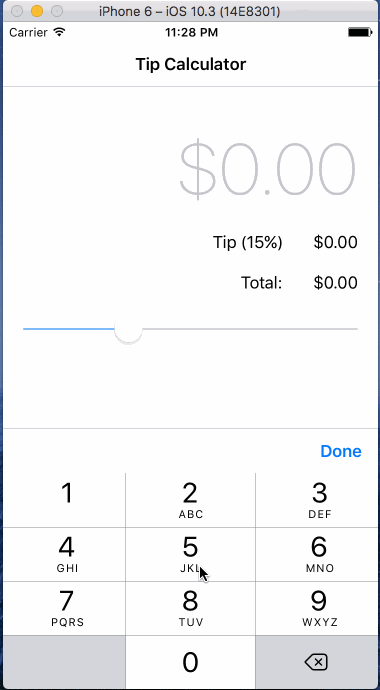 iPhone 6 – iOS 10.3 (14E8301)
Carrier 11:28 PM
Tip Calculator
$0.00
Tip (15%) $0.00
Total: $0.00
Done
1 2 3
ABC DEF
4 5 6
GHI JKL MNO
7 8 9
PQRS TUV WXYZ
0